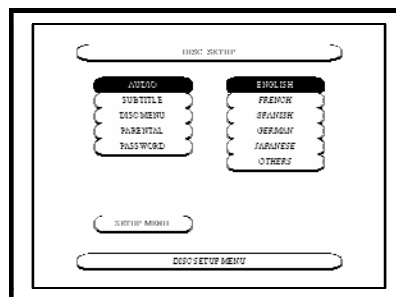 DISC SETUP
AUDIO
SUBTITLE
DISC MENU
PARENTAL
PASSWORD
ENGLISH
FRENCH
SPANISH
GERMAN
JAPANESE
OTHERS
SETUP MENU
DISC SETUP MENU